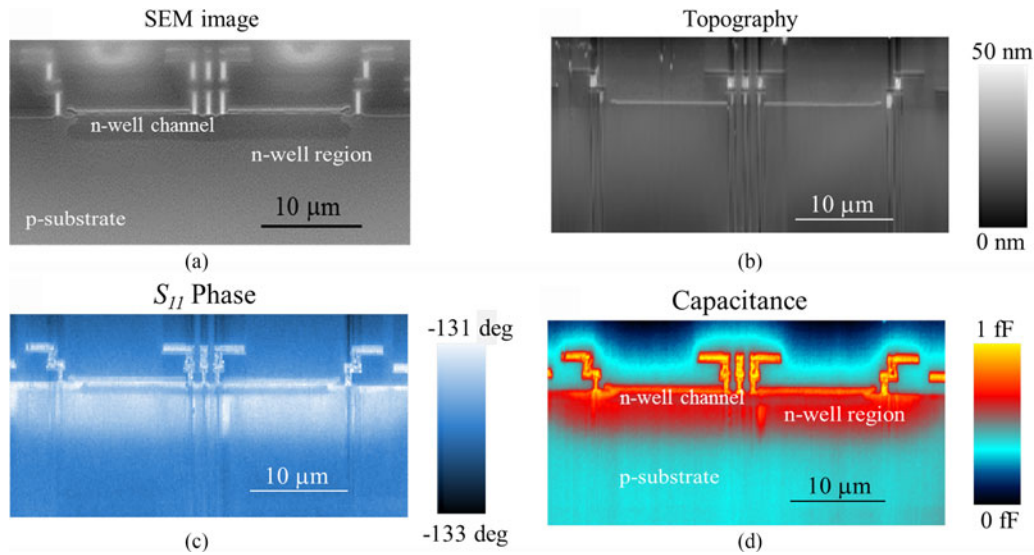 SEM image
n-well channel
n-well region
p-substrate
10 μm
(a)
Topography
10 μm
50 nm
0 nm
(b)
S11 Phase
10 μm
-131 deg
-133 deg
(c)
Capacitance
n-well channel
n-well region
p-substrate
10 μm
1 fF
0 fF
(d)